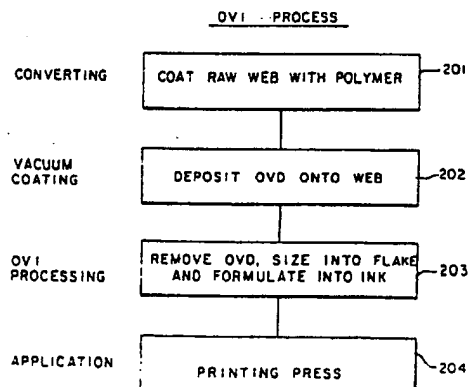 OVI PROCESS
CONVERTING
COAT RAW WEB WITH POLYMER
201
VACUUM
COATING
DEPOSIT OVD ONTO WEB
202
OVI
PROCESSING
REMOVE OVD, SIZE INTO FLAKE
AND FORMULATE INTO INK
203
APPLICATION
PRINTING PRESS
204